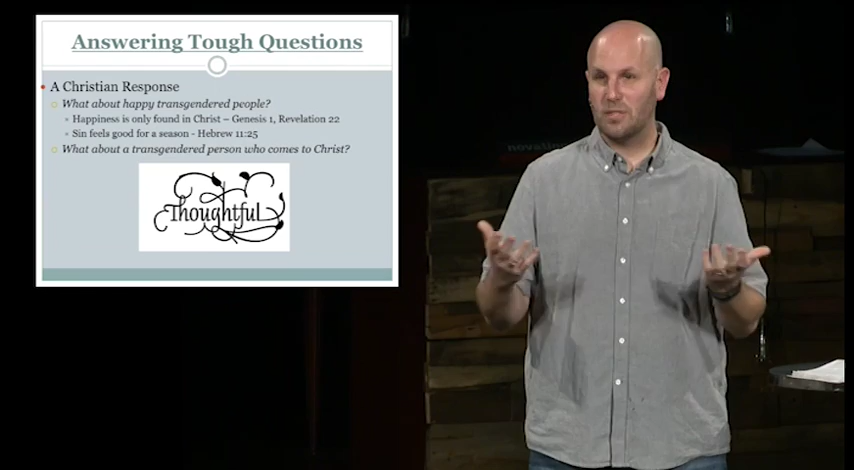 Answering Tough Questions
A Christian Response
What about happy transgendered people?
Happiness is only found in Christ – Genesis 1, Revelation 22
Sin feels good for a season - Hebrew 11:25
What about a transgendered person who comes to Christ?
Thoughtful